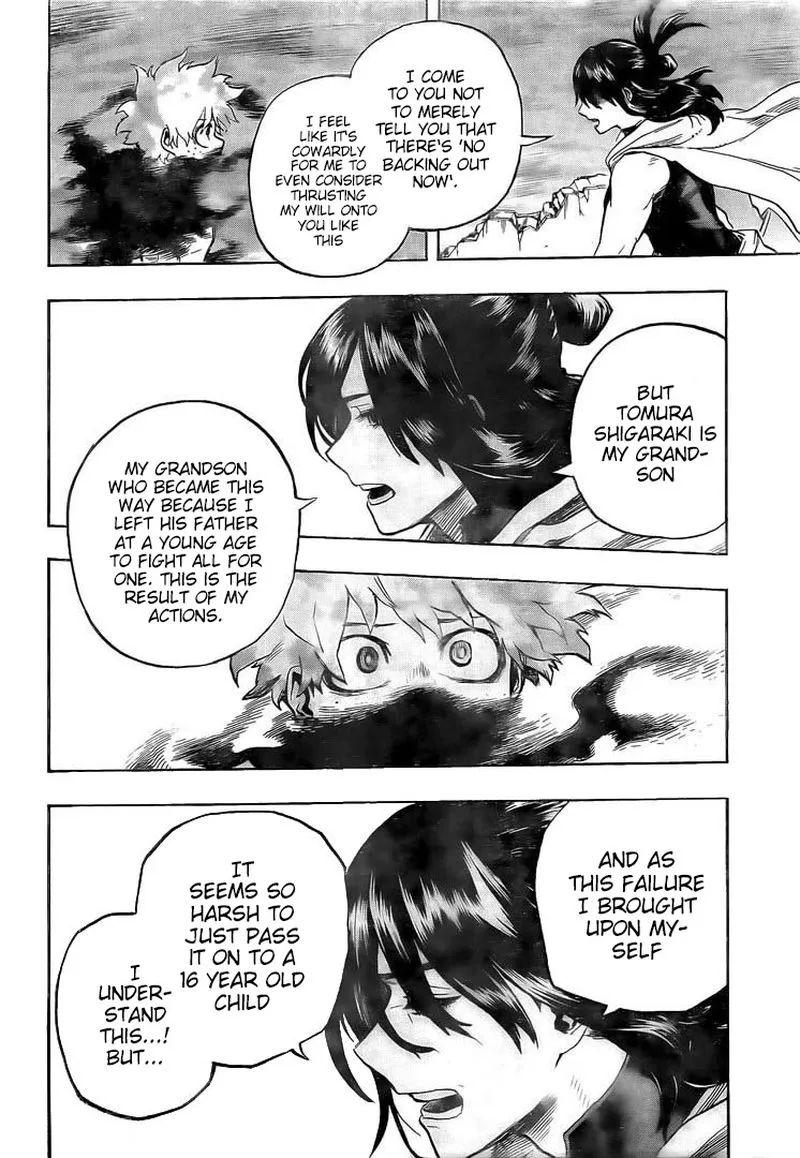 I COME
TO YOU NOT
TO MERELY
TELL YOU THAT
THERE'S 'NO
BACKING OUT
NOW'.
I FEEL
LIKE IT'S
COWARDLY
FOR ME TO
EVEN CONSIDER
THRUSTING
MY WILL ONTO
YOU LIKE
THIS
BUT
TOMURA
SHIGARAKI IS
MY GRAND-
SON
MY GRANDSON
WHO BECAME THIS
WAY BECAUSE I
LEFT HIS FATHER
AT A YOUNG AGE
TO FIGHT ALL FOR
ONE. THIS IS THE
RESULT OF MY
ACTIONS.
AND AS
THIS FAILURE
I BROUGHT
UPON MY-
SELF
IT
SEEMS SO
HARSH TO
JUST PASS
IT ON TO A
16 YEAR OLD
CHILD
I
UNDER-
STAND
THIS...!
BUT...